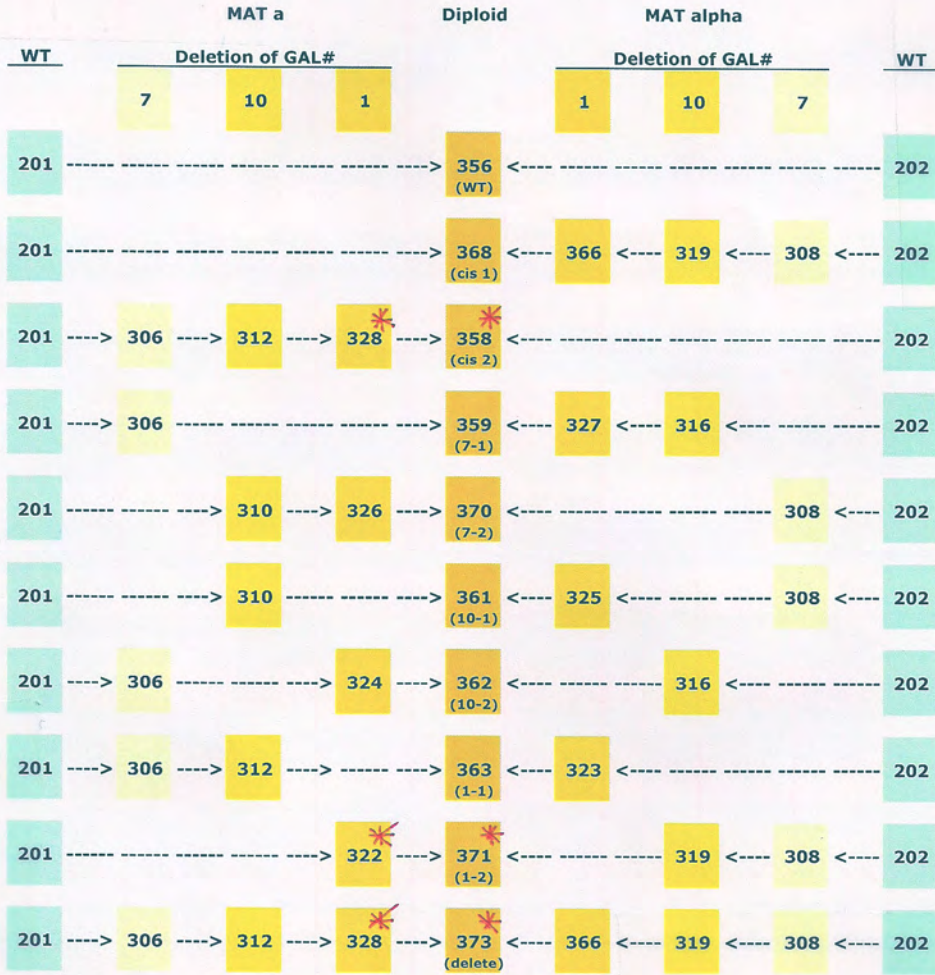 MAT a Diploid MAT alpha
WT Deletion of GAL# Deletion of GAL# WT
7 10 1 1 10 7
201 ------ --------------- ------ ------ ------> 356 <---- ------ --------- ------ ------ ------ 202
(WT)
201 ------ --------------- ------ ------ ------> 368 <---- 366 <---- 319 <---- 308 <---- 202
(cis 1)
201 ----> 306 ----> 312 ----> 328 ----> 358 <---- ------ --------- ------ ------ ------ 202
(cis 2)
201 ----> 306 ------ ------ ------ ------> 359 <---- 327 <---- 316 <---- ------ ------ 202
(7-1)
201 ------ ---------> 310 ----> 326 ----> 370 <---- --------- ------ 308 <---- 202
(7-2)
201 ------ ---------> 310 ------ ------ ------> 361 <---- 325 <---- ------ ------ 308 <---- 202
(10-1)
201 ----> 306 ------ ------ ----> 324 ----> 362 <---- --------- 316 <---- ------ ------ 202
(10-2)
201 ----> 306 ----> 312 ----> ------ ------> 363 <---- 323 <---- ------ ------ ------ 202
(1-1)
201 ------ --------------- ------ ----> 322 ----> 371 <---- --------- 319 <---- 308 <---- 202
(1-2)
201 ----> 306 ----> 312 ----> 328 ----> 373 <---- 366 <---- 319 <---- 308 <---- 202
(delete)